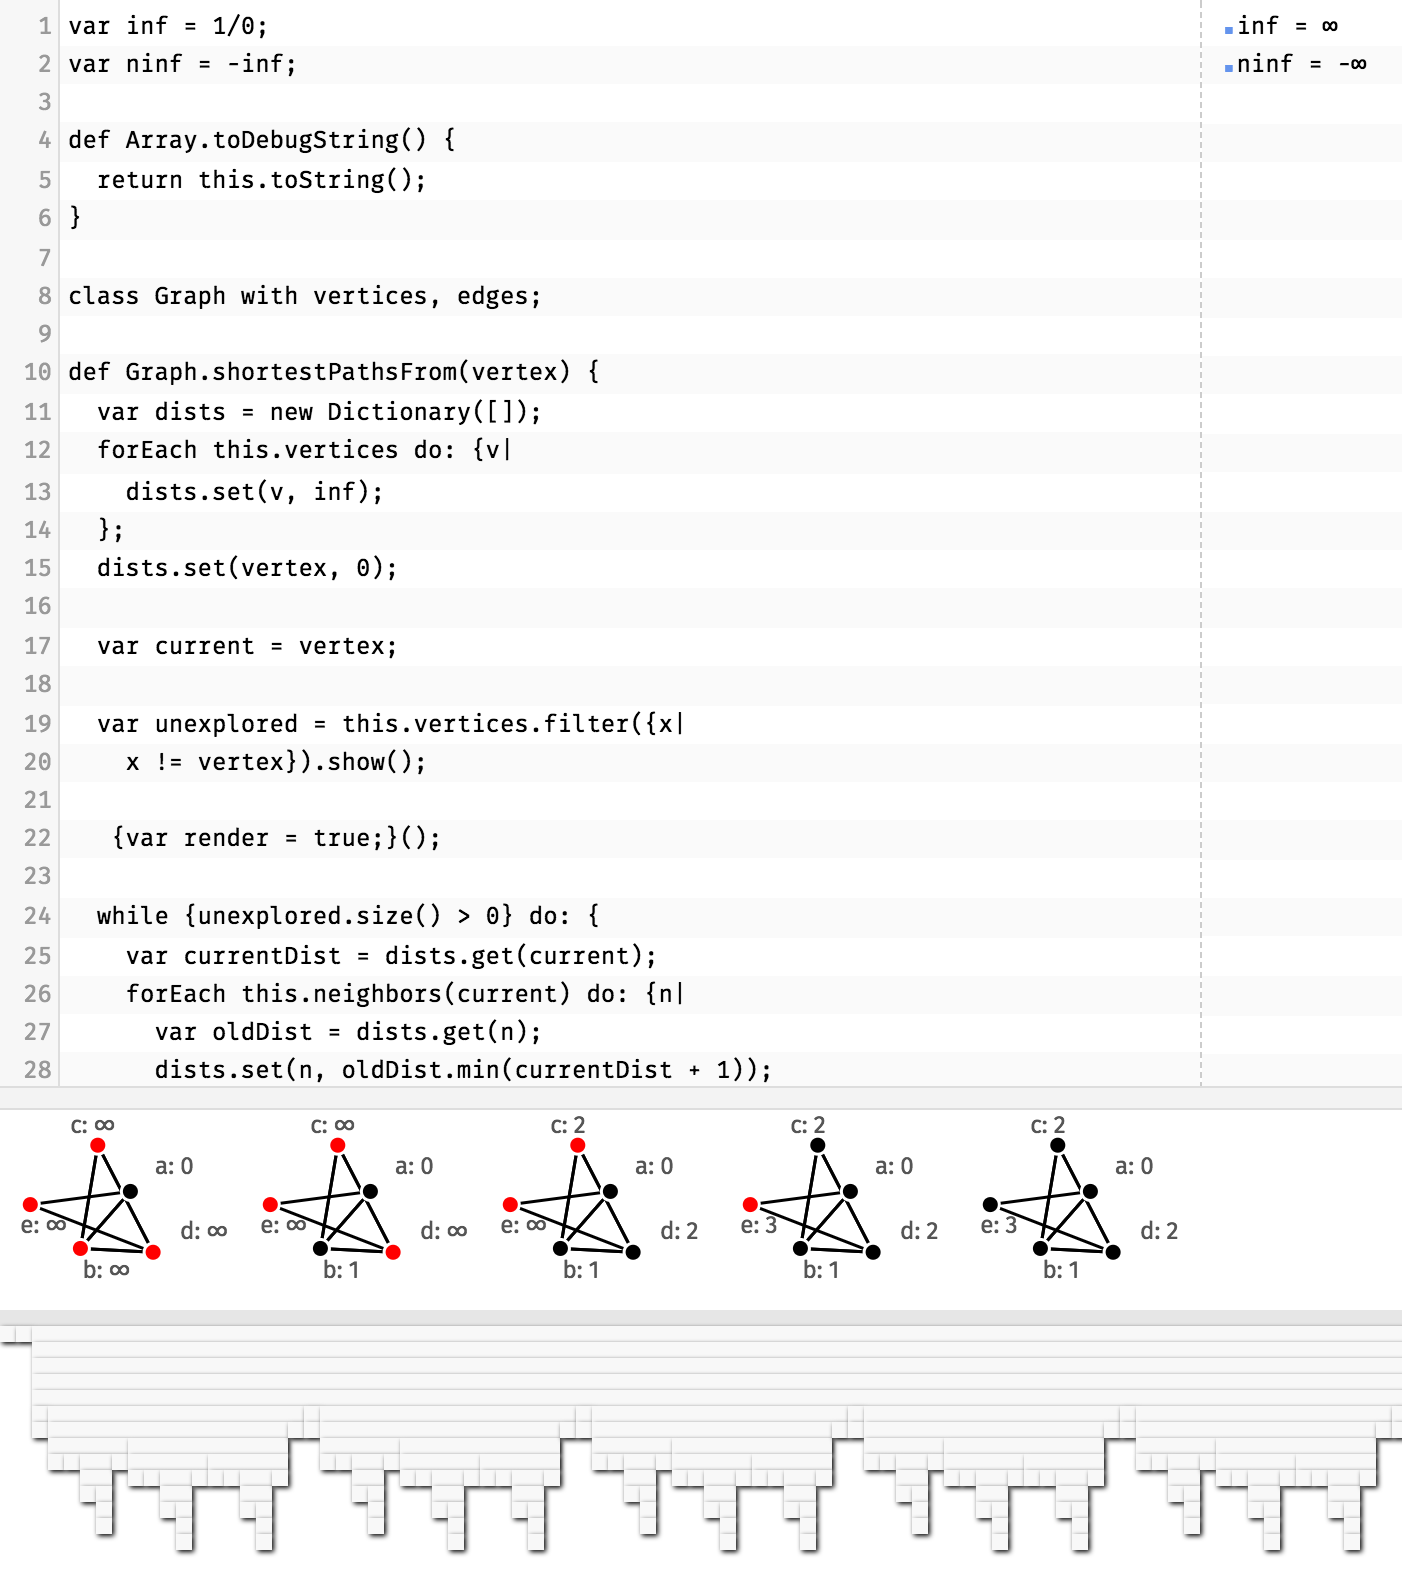 1 var inf = 1/0; inf = ∞
2 var ninf = -inf; ninf = -∞
3
4 def Array.toDebugString() {
5   return this.toString();
6 }
7
8 class Graph with vertices, edges;
9
10 def Graph.shortestPathsFrom(vertex) {
11   var dists = new Dictionary([]);
12   forEach this.vertices do: {v|
13     dists.set(v, inf);
14   };
15   dists.set(vertex, 0);
16
17   var current = vertex;
18
19   var unexplored = this.vertices.filter({x|
20     x != vertex}).show();
21
22    {var render = true;}();
23
24   while {unexplored.size() > 0} do: {
25     var currentDist = dists.get(current);
26     forEach this.neighbors(current) do: {n|
27       var oldDist = dists.get(n);
28       dists.set(n, oldDist.min(currentDist + 1));
c: ∞ c: ∞ c: 2 c: 2 c: 2
a: 0 a: 0 a: 0 a: 0 a: 0
e: ∞ d: ∞ e: ∞ d: ∞ e: ∞ d: 2 e: 3 d: 2 e: 3 d: 2
b: ∞ b: 1 b: 1 b: 1 b: 1